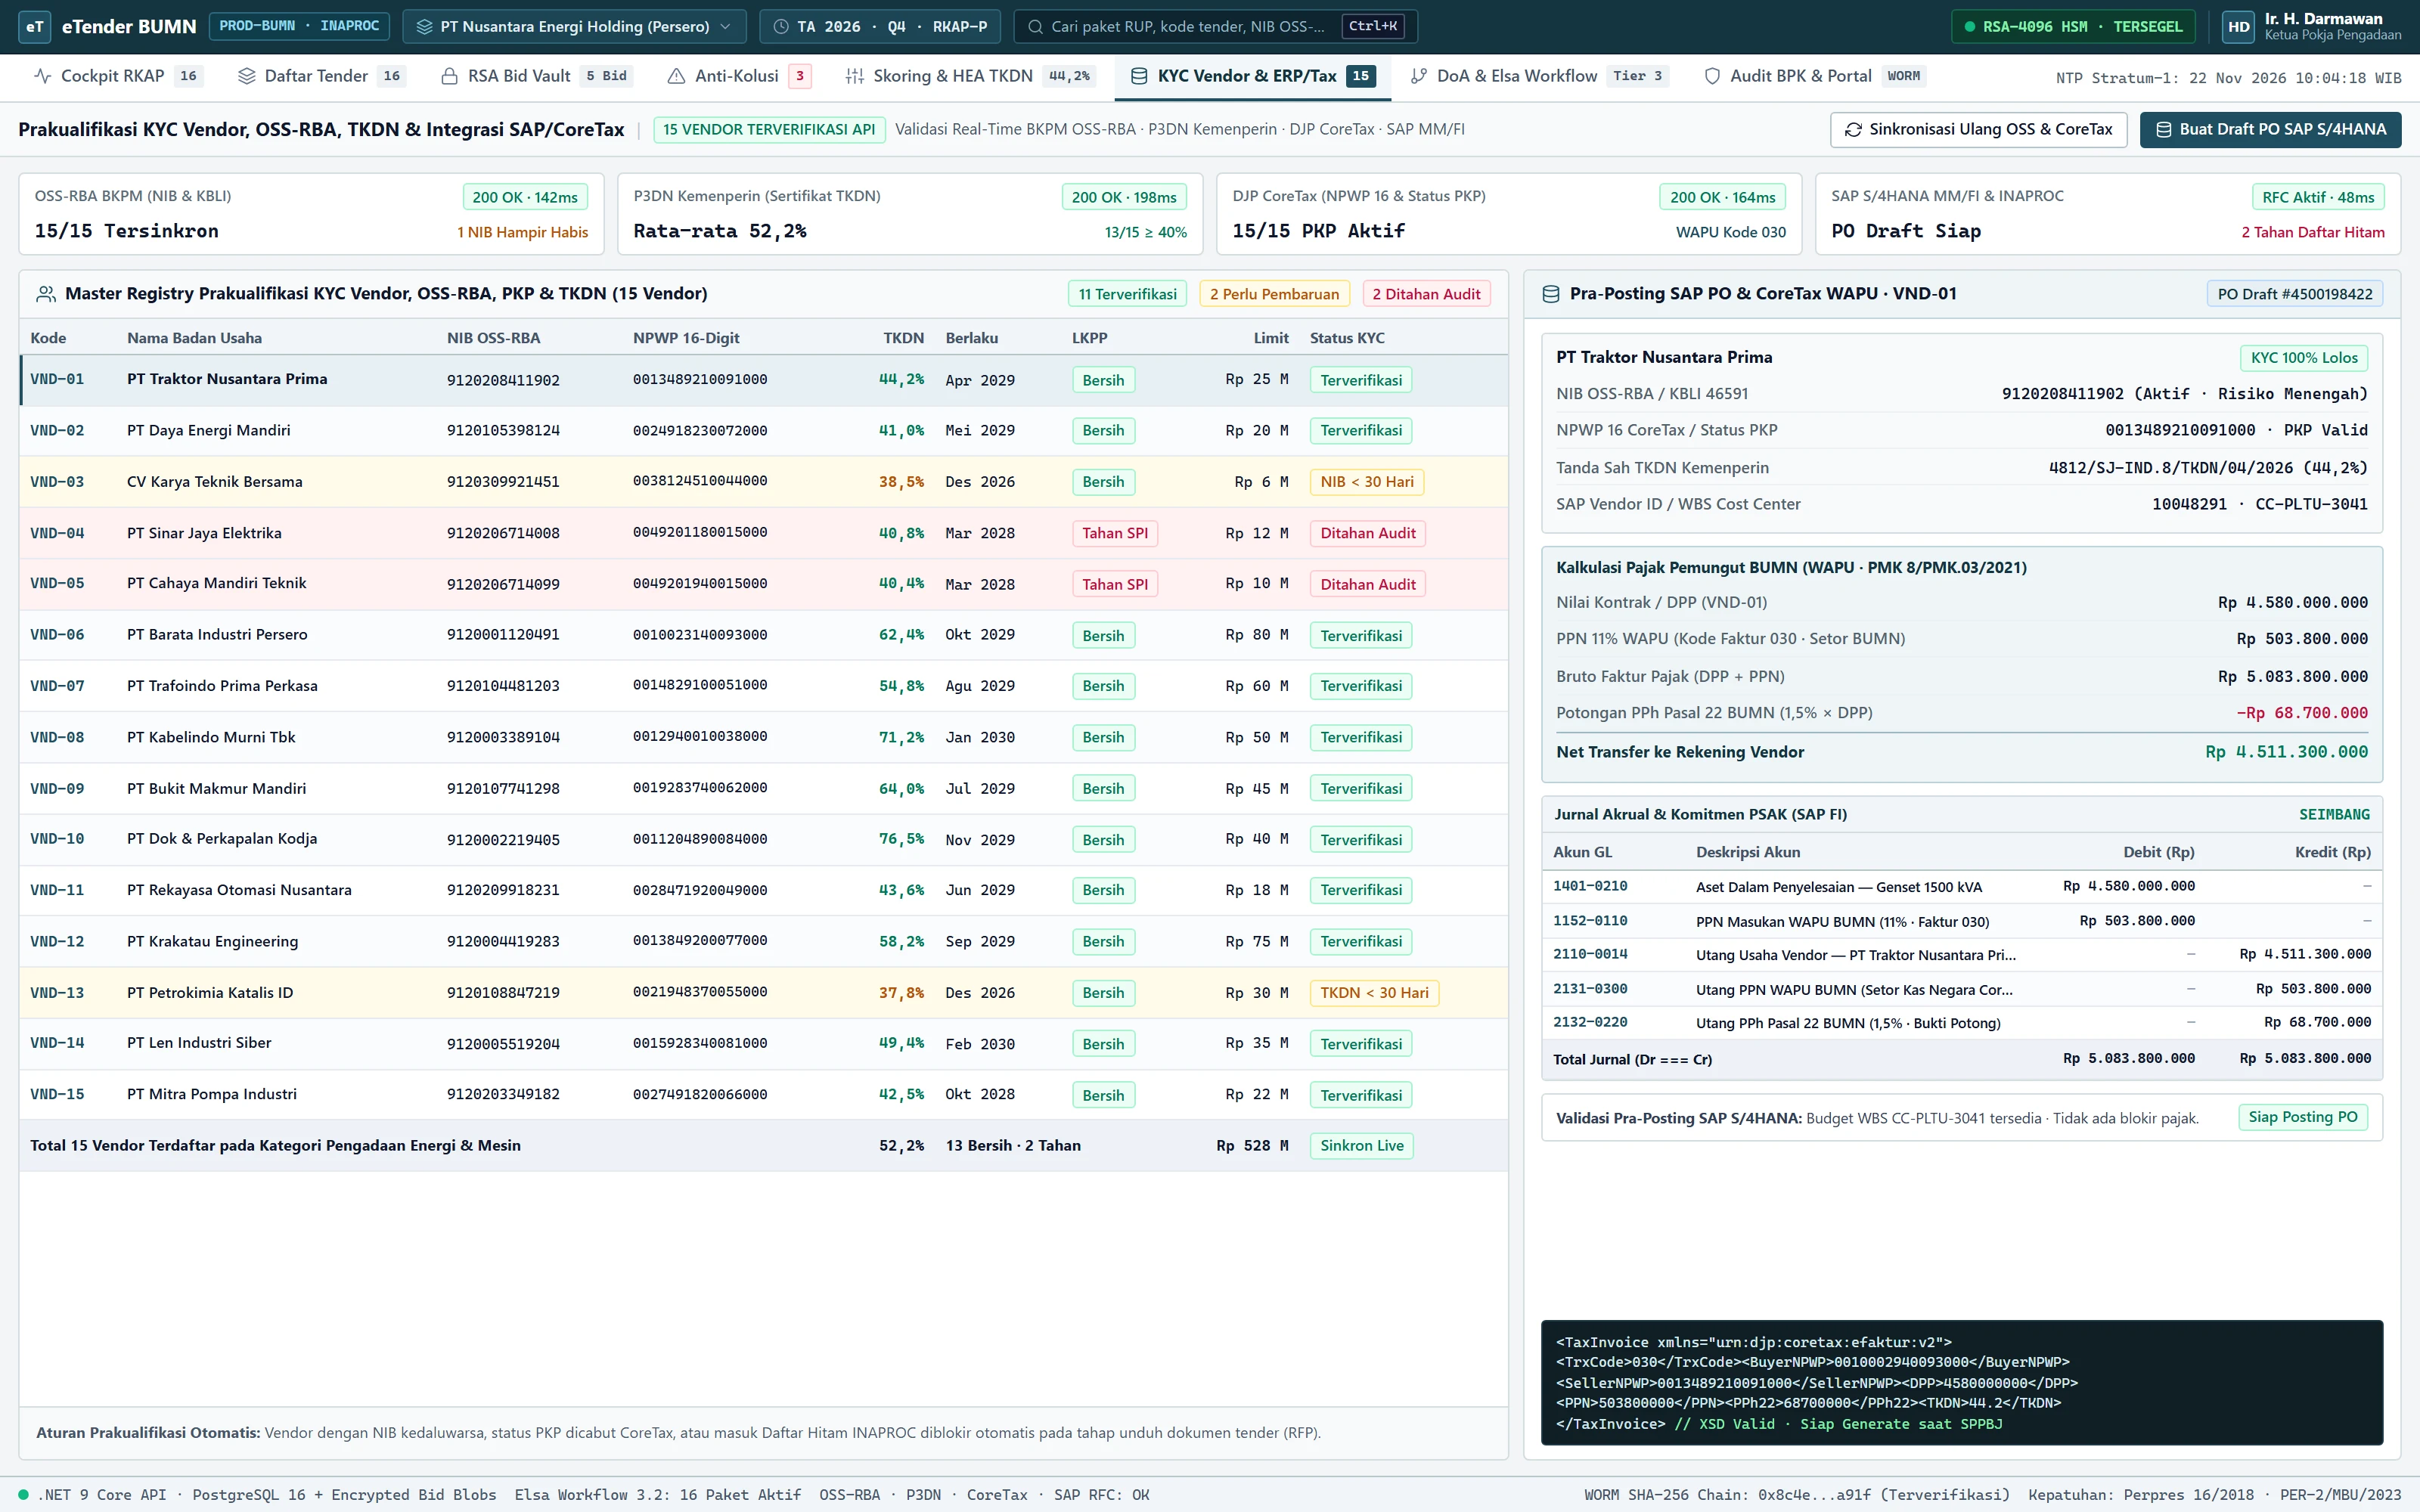 eT eTender BUMN PROD-BUMN · INAPROC PT Nusantara Energi Holding (Persero) TA 2026 · Q4 · RKAP-P Cari paket RUP, kode tender, NIB OSS-... Ctrl+K RSA-4096 HSM · TERSEGEL HD Ir. H. Darmawan
Ketua Pokja Pengadaan
Cockpit RKAP 16 Daftar Tender 16 RSA Bid Vault 5 Bid Anti-Kolusi 3 Skoring & HEA TKDN 44,2% KYC Vendor & ERP/Tax 15 DoA & Elsa Workflow Tier 3 Audit BPK & Portal WORM NTP Stratum-1: 22 Nov 2026 10:04:18 WIB
Prakualifikasi KYC Vendor, OSS-RBA, TKDN & Integrasi SAP/CoreTax | 15 VENDOR TERVERIFIKASI API Validasi Real-Time BKPM OSS-RBA · P3DN Kemenperin · DJP CoreTax · SAP MM/FI Sinkronisasi Ulang OSS & CoreTax Buat Draft PO SAP S/4HANA
OSS-RBA BKPM (NIB & KBLI) 200 OK · 142ms
15/15 Tersinkron 1 NIB Hampir Habis
P3DN Kemenperin (Sertifikat TKDN) 200 OK · 198ms
Rata-rata 52,2% 13/15 ≥ 40%
DJP CoreTax (NPWP 16 & Status PKP) 200 OK · 164ms
15/15 PKP Aktif WAPU Kode 030
SAP S/4HANA MM/FI & INAPROC RFC Aktif · 48ms
PO Draft Siap 2 Tahan Daftar Hitam
Master Registry Prakualifikasi KYC Vendor, OSS-RBA, PKP & TKDN (15 Vendor) 11 Terverifikasi 2 Perlu Pembaruan 2 Ditahan Audit
Kode Nama Badan Usaha NIB OSS-RBA NPWP 16-Digit TKDN Berlaku LKPP Limit Status KYC
VND-01 PT Traktor Nusantara Prima 9120208411902 0013489210091000 44,2% Apr 2029 Bersih Rp 25 M Terverifikasi
VND-02 PT Daya Energi Mandiri 9120105398124 0024918230072000 41,0% Mei 2029 Bersih Rp 20 M Terverifikasi
VND-03 CV Karya Teknik Bersama 9120309921451 0038124510044000 38,5% Des 2026 Bersih Rp 6 M NIB < 30 Hari
VND-04 PT Sinar Jaya Elektrika 9120206714008 0049201180015000 40,8% Mar 2028 Tahan SPI Rp 12 M Ditahan Audit
VND-05 PT Cahaya Mandiri Teknik 9120206714099 0049201940015000 40,4% Mar 2028 Tahan SPI Rp 10 M Ditahan Audit
VND-06 PT Barata Industri Persero 9120001120491 0010023140093000 62,4% Okt 2029 Bersih Rp 80 M Terverifikasi
VND-07 PT Trafoindo Prima Perkasa 9120104481203 0014829100051000 54,8% Agu 2029 Bersih Rp 60 M Terverifikasi
VND-08 PT Kabelindo Murni Tbk 9120003389104 0012940010038000 71,2% Jan 2030 Bersih Rp 50 M Terverifikasi
VND-09 PT Bukit Makmur Mandiri 9120107741298 0019283740062000 64,0% Jul 2029 Bersih Rp 45 M Terverifikasi
VND-10 PT Dok & Perkapalan Kodja 9120002219405 0011204890084000 76,5% Nov 2029 Bersih Rp 40 M Terverifikasi
VND-11 PT Rekayasa Otomasi Nusantara 9120209918231 0028471920049000 43,6% Jun 2029 Bersih Rp 18 M Terverifikasi
VND-12 PT Krakatau Engineering 9120004419283 0013849200077000 58,2% Sep 2029 Bersih Rp 75 M Terverifikasi
VND-13 PT Petrokimia Katalis ID 9120108847219 0021948370055000 37,8% Des 2026 Bersih Rp 30 M TKDN < 30 Hari
VND-14 PT Len Industri Siber 9120005519204 0015928340081000 49,4% Feb 2030 Bersih Rp 35 M Terverifikasi
VND-15 PT Mitra Pompa Industri 9120203349182 0027491820066000 42,5% Okt 2028 Bersih Rp 22 M Terverifikasi
Total 15 Vendor Terdaftar pada Kategori Pengadaan Energi & Mesin 52,2% 13 Bersih · 2 Tahan Rp 528 M Sinkron Live
Aturan Prakualifikasi Otomatis: Vendor dengan NIB kedaluwarsa, status PKP dicabut CoreTax, atau masuk Daftar Hitam INAPROC diblokir otomatis pada tahap unduh dokumen tender (RFP).
Pra-Posting SAP PO & CoreTax WAPU · VND-01 PO Draft #4500198422
PT Traktor Nusantara Prima KYC 100% Lolos
NIB OSS-RBA / KBLI 46591 9120208411902 (Aktif · Risiko Menengah)
NPWP 16 CoreTax / Status PKP 0013489210091000 · PKP Valid
Tanda Sah TKDN Kemenperin 4812/SJ-IND.8/TKDN/04/2026 (44,2%)
SAP Vendor ID / WBS Cost Center 10048291 · CC-PLTU-3041
Kalkulasi Pajak Pemungut BUMN (WAPU · PMK 8/PMK.03/2021)
Nilai Kontrak / DPP (VND-01) Rp 4.580.000.000
PPN 11% WAPU (Kode Faktur 030 · Setor BUMN) Rp 503.800.000
Bruto Faktur Pajak (DPP + PPN) Rp 5.083.800.000
Potongan PPh Pasal 22 BUMN (1,5% × DPP) −Rp 68.700.000
Net Transfer ke Rekening Vendor Rp 4.511.300.000
Jurnal Akrual & Komitmen PSAK (SAP FI) SEIMBANG
Akun GL Deskripsi Akun Debit (Rp) Kredit (Rp)
1401-0210 Aset Dalam Penyelesaian — Genset 1500 kVA Rp 4.580.000.000 —
1152-0110 PPN Masukan WAPU BUMN (11% · Faktur 030) Rp 503.800.000 —
2110-0014 Utang Usaha Vendor — PT Traktor Nusantara Pri... — Rp 4.511.300.000
2131-0300 Utang PPN WAPU BUMN (Setor Kas Negara Cor... — Rp 503.800.000
2132-0220 Utang PPh Pasal 22 BUMN (1,5% · Bukti Potong) — Rp 68.700.000
Total Jurnal (Dr === Cr) Rp 5.083.800.000 Rp 5.083.800.000
Validasi Pra-Posting SAP S/4HANA: Budget WBS CC-PLTU-3041 tersedia · Tidak ada blokir pajak. Siap Posting PO
<TaxInvoice xmlns="urn:djp:coretax:efaktur:v2">
<TrxCode>030</TrxCode><BuyerNPWP>0010002940093000</BuyerNPWP>
<SellerNPWP>0013489210091000</SellerNPWP><DPP>4580000000</DPP>
<PPN>503800000</PPN><PPh22>68700000</PPh22><TKDN>44.2</TKDN>
</TaxInvoice> // XSD Valid · Siap Generate saat SPPBJ
.NET 9 Core API · PostgreSQL 16 + Encrypted Bid Blobs Elsa Workflow 3.2: 16 Paket Aktif OSS-RBA · P3DN · CoreTax · SAP RFC: OK WORM SHA-256 Chain: 0x8c4e...a91f (Terverifikasi) Kepatuhan: Perpres 16/2018 · PER-2/MBU/2023